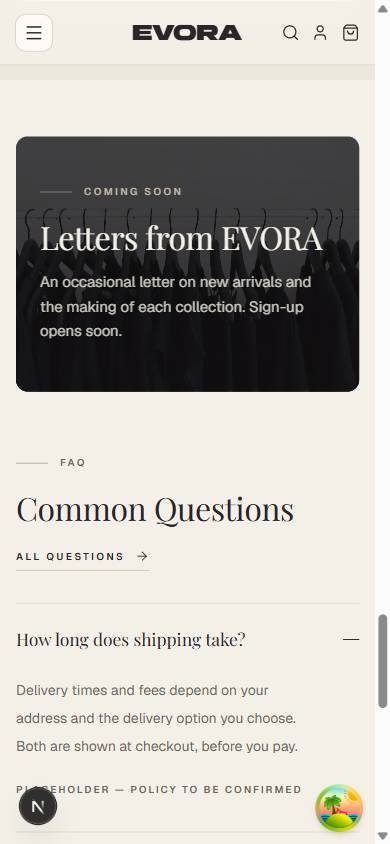 EVORA
COMING SOON
Letters from EVORA
An occasional letter on new arrivals and
the making of each collection. Sign-up
opens soon.
FAQ
Common Questions
ALL QUESTIONS →
How long does shipping take?
Delivery times and fees depend on your
address and the delivery option you choose.
Both are shown at checkout, before you pay.
PLACEHOLDER — POLICY TO BE CONFIRMED
N